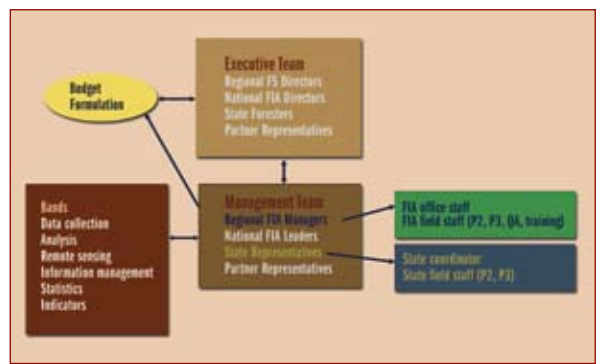 Budget
Formulation
Executive Team
Regional FS Directors
National FIA Directors
State Foresters
Partner Representatives
Bands
Data collection
Analysis
Remote sensing
Information management
Statistics
Indicators
Management Team
Regional FIA Managers
National FIA Leaders
State Representatives
Partner Representatives
FIA office staff
FIA field staff (P2, P3, QA, training)
State coordinator
State field staff (P2, P3)